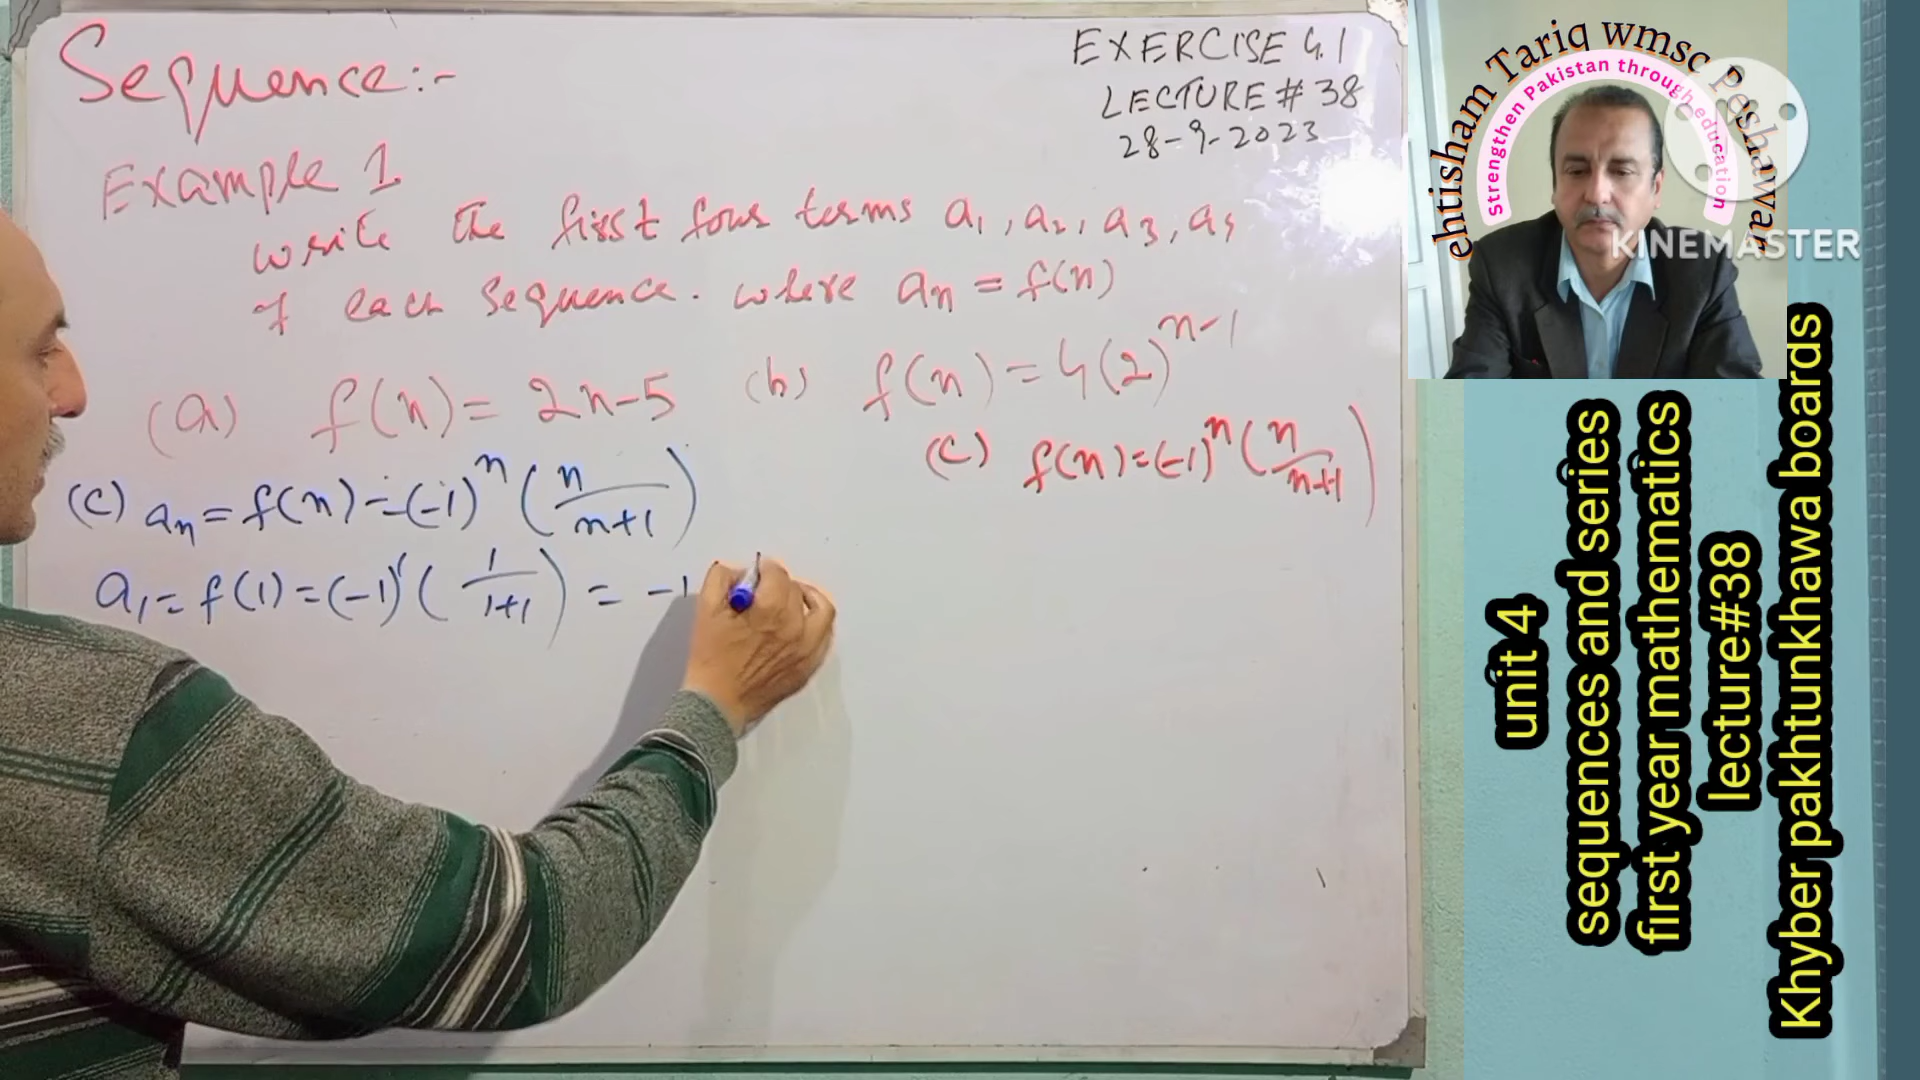 Sequence:-
EXERCISE 4.1
LECTURE # 38
28-9-2023
Example 1
write the first four terms a₁, a₂, a₃, a₄
of each sequence. where aₙ = f(n)
(a) f(n) = 2n-5 (b) f(n) = 4(2)ⁿ⁻¹
(c) f(n) = (-1)ⁿ (n/n+1)
(c) aₙ = f(n) = (-1)ⁿ (n/n+1)
a₁ = f(1) = (-1)¹ (1/1+1) = -1
ehtisham Tariq wmsc Peshawar
Strengthen Pakistan through education
KINEMASTER
unit 4
sequences and series
first year mathematics
lecture#38
Khyber pakhtunkhawa boards